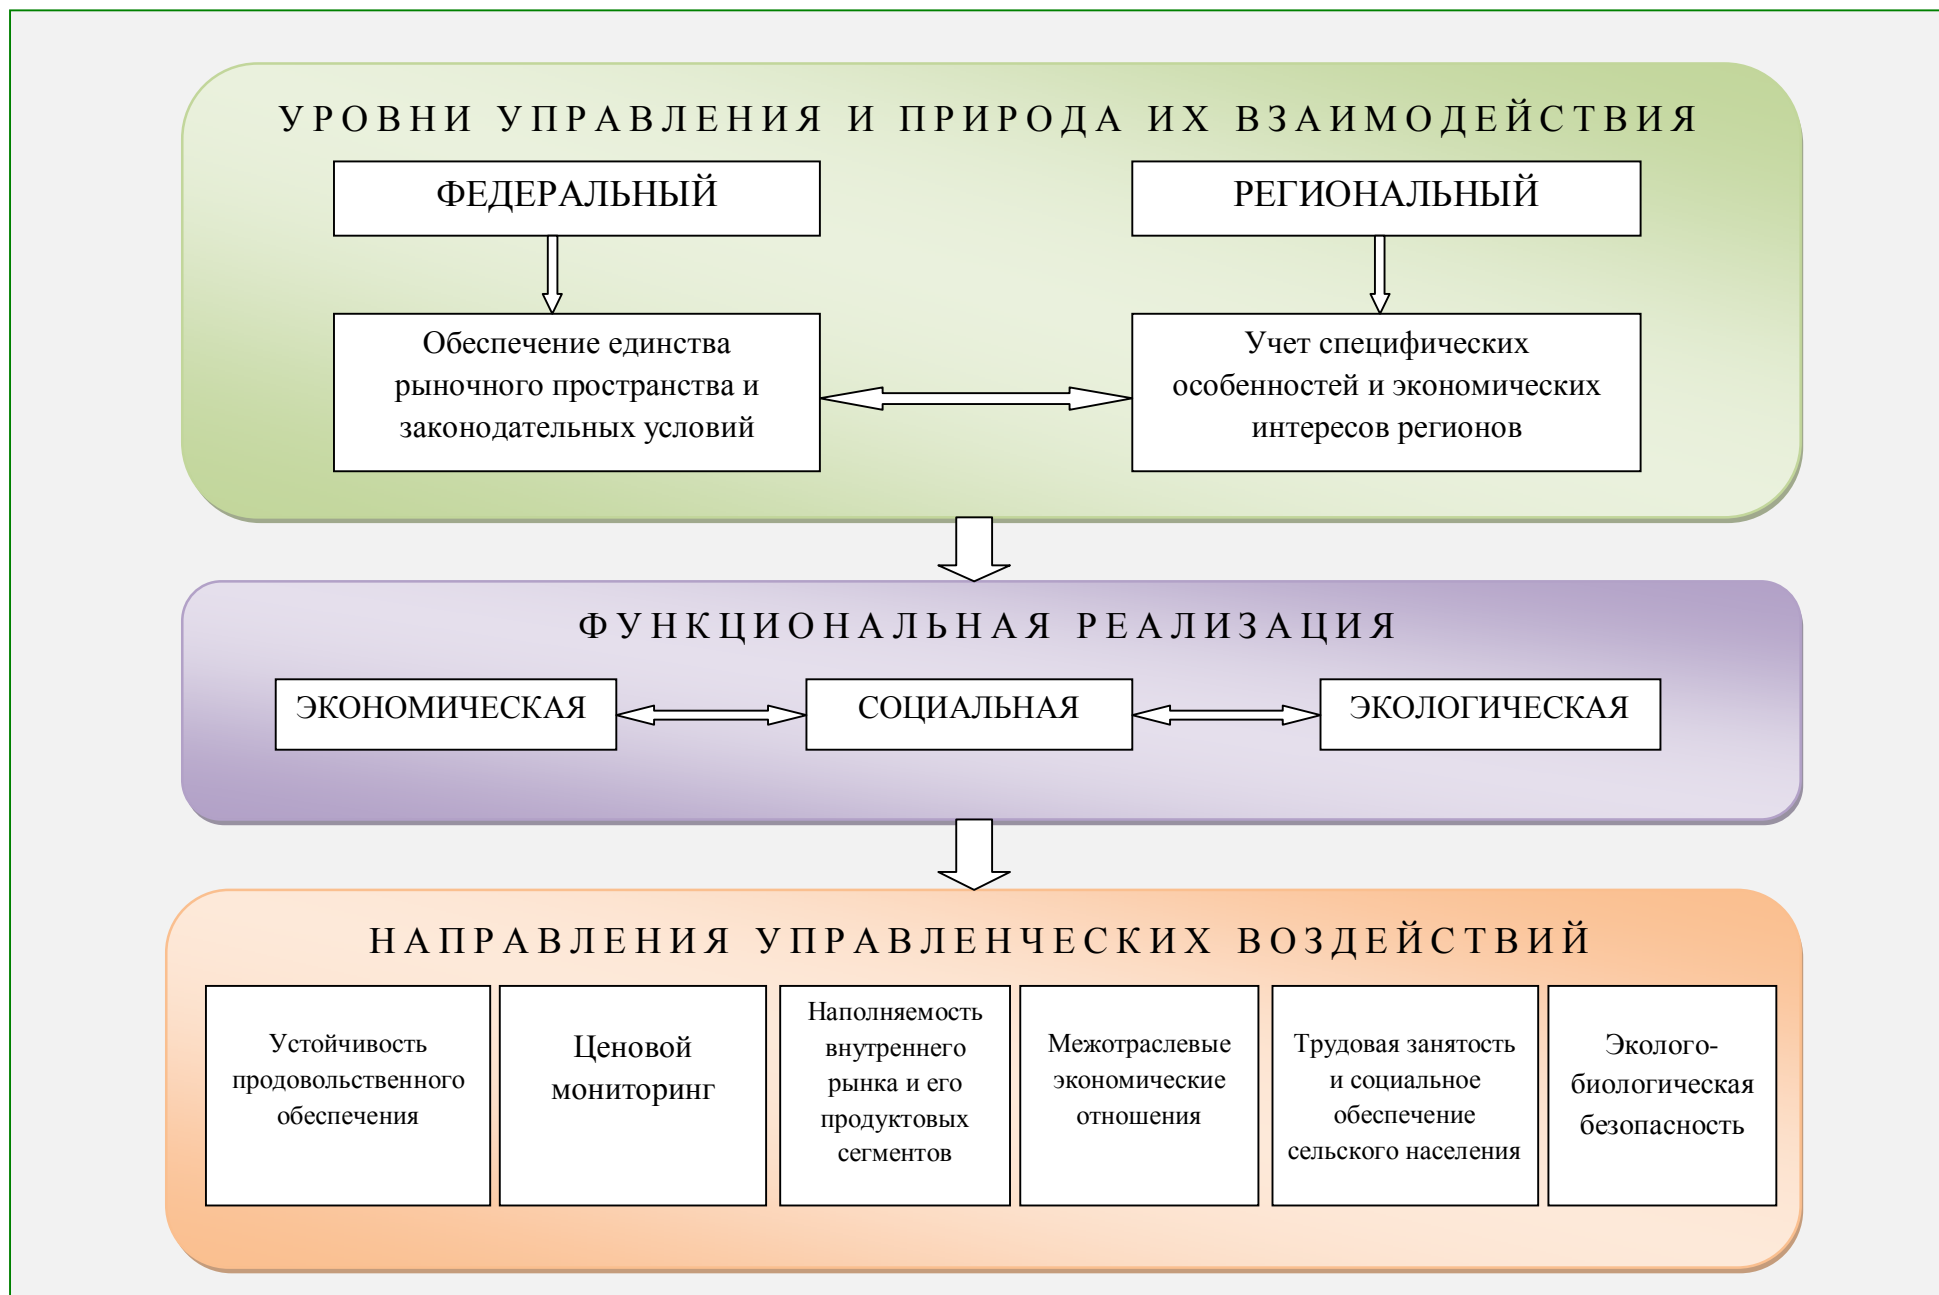 УРОВНИ УПРАВЛЕНИЯ И ПРИРОДА ИХ ВЗАИМОДЕЙСТВИЯ
ФЕДЕРАЛЬНЫЙ
РЕГИОНАЛЬНЫЙ
Обеспечение единства
рыночного пространства и
законодательных условий
Учет специфических
особенностей и экономических
интересов регионов
ФУНКЦИОНАЛЬНАЯ РЕАЛИЗАЦИЯ
ЭКОНОМИЧЕСКАЯ
СОЦИАЛЬНАЯ
ЭКОЛОГИЧЕСКАЯ
НАПРАВЛЕНИЯ УПРАВЛЕНЧЕСКИХ ВОЗДЕЙСТВИЙ
Устойчивость
продовольственного
обеспечения
Ценовой
мониторинг
Наполняемость
внутреннего
рынка и его
продуктовых
сегментов
Межотраслевые
экономические
отношения
Трудовая занятость
и социальное
обеспечение
сельского населения
Эколого-
биологическая
безопасность